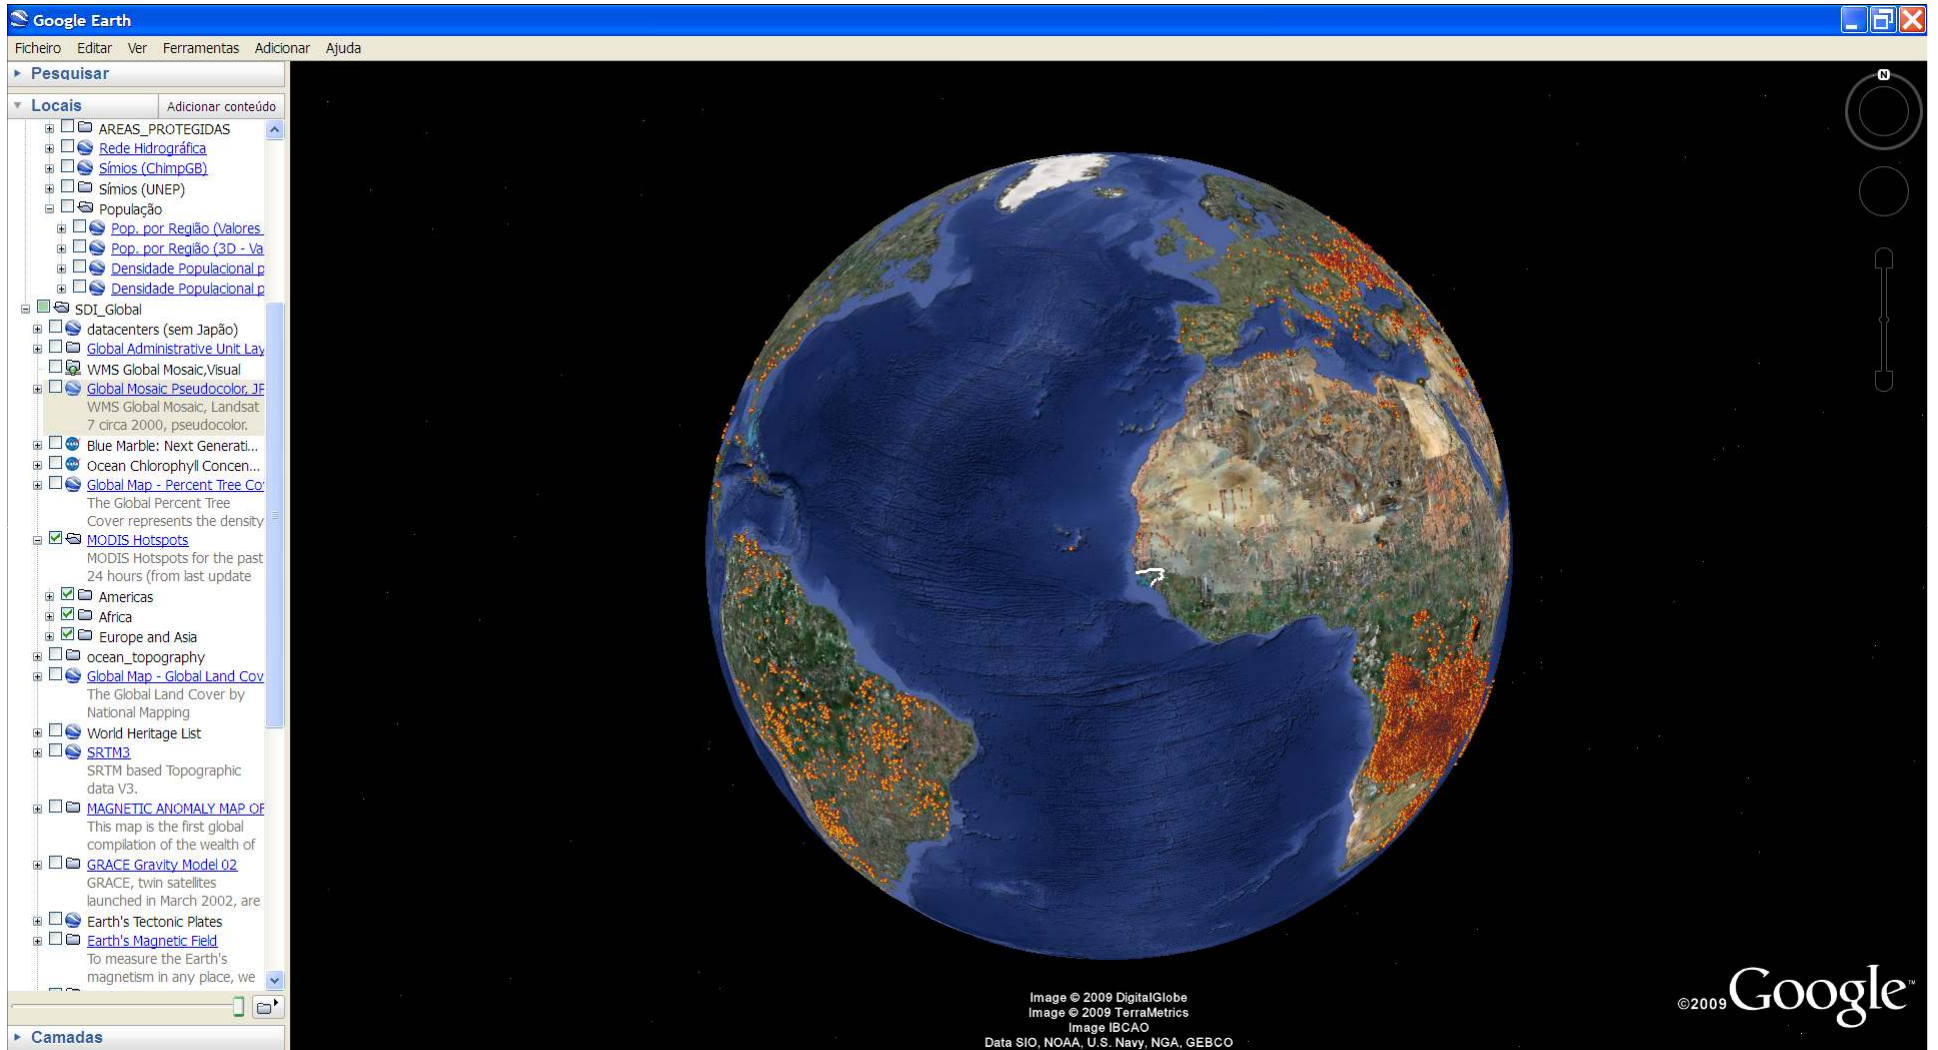 Google Earth
Ficheiro Editar Ver Ferramentas Adicionar Ajuda
Pesquisar
Locais Adicionar conteúdo
AREAS_PROTEGIDAS
Rede Hidrográfica
Símios (ChimpGB)
Símios (UNEP)
População
Pop. por Região (Valores
Pop. por Região (3D - Va
Densidade Populacional p
Densidade Populacional p
SDI_Global
datacenters (sem Japão)
Global Administrative Unit Lay
WMS Global Mosaic,Visual
Global Mosaic Pseudocolor, JP
WMS Global Mosaic, Landsat
7 circa 2000, pseudocolor.
Blue Marble: Next Generati...
Ocean Chlorophyll Concen...
Global Map - Percent Tree Co
The Global Percent Tree
Cover represents the density
MODIS Hotspots
MODIS Hotspots for the past
24 hours (from last update
Americas
Africa
Europe and Asia
ocean_topography
Global Map - Global Land Cov
The Global Land Cover by
National Mapping
World Heritage List
SRTM3
SRTM based Topographic
data V3.
MAGNETIC ANOMALY MAP OF
This map is the first global
compilation of the wealth of
GRACE Gravity Model 02
GRACE, twin satellites
launched in March 2002, are
Earth's Tectonic Plates
Earth's Magnetic Field
To measure the Earth's
magnetism in any place, we
Camadas
N
Image © 2009 DigitalGlobe
Image © 2009 TerraMetrics
Image IBCAO
Data SIO, NOAA, U.S. Navy, NGA, GEBCO
©2009 Google™